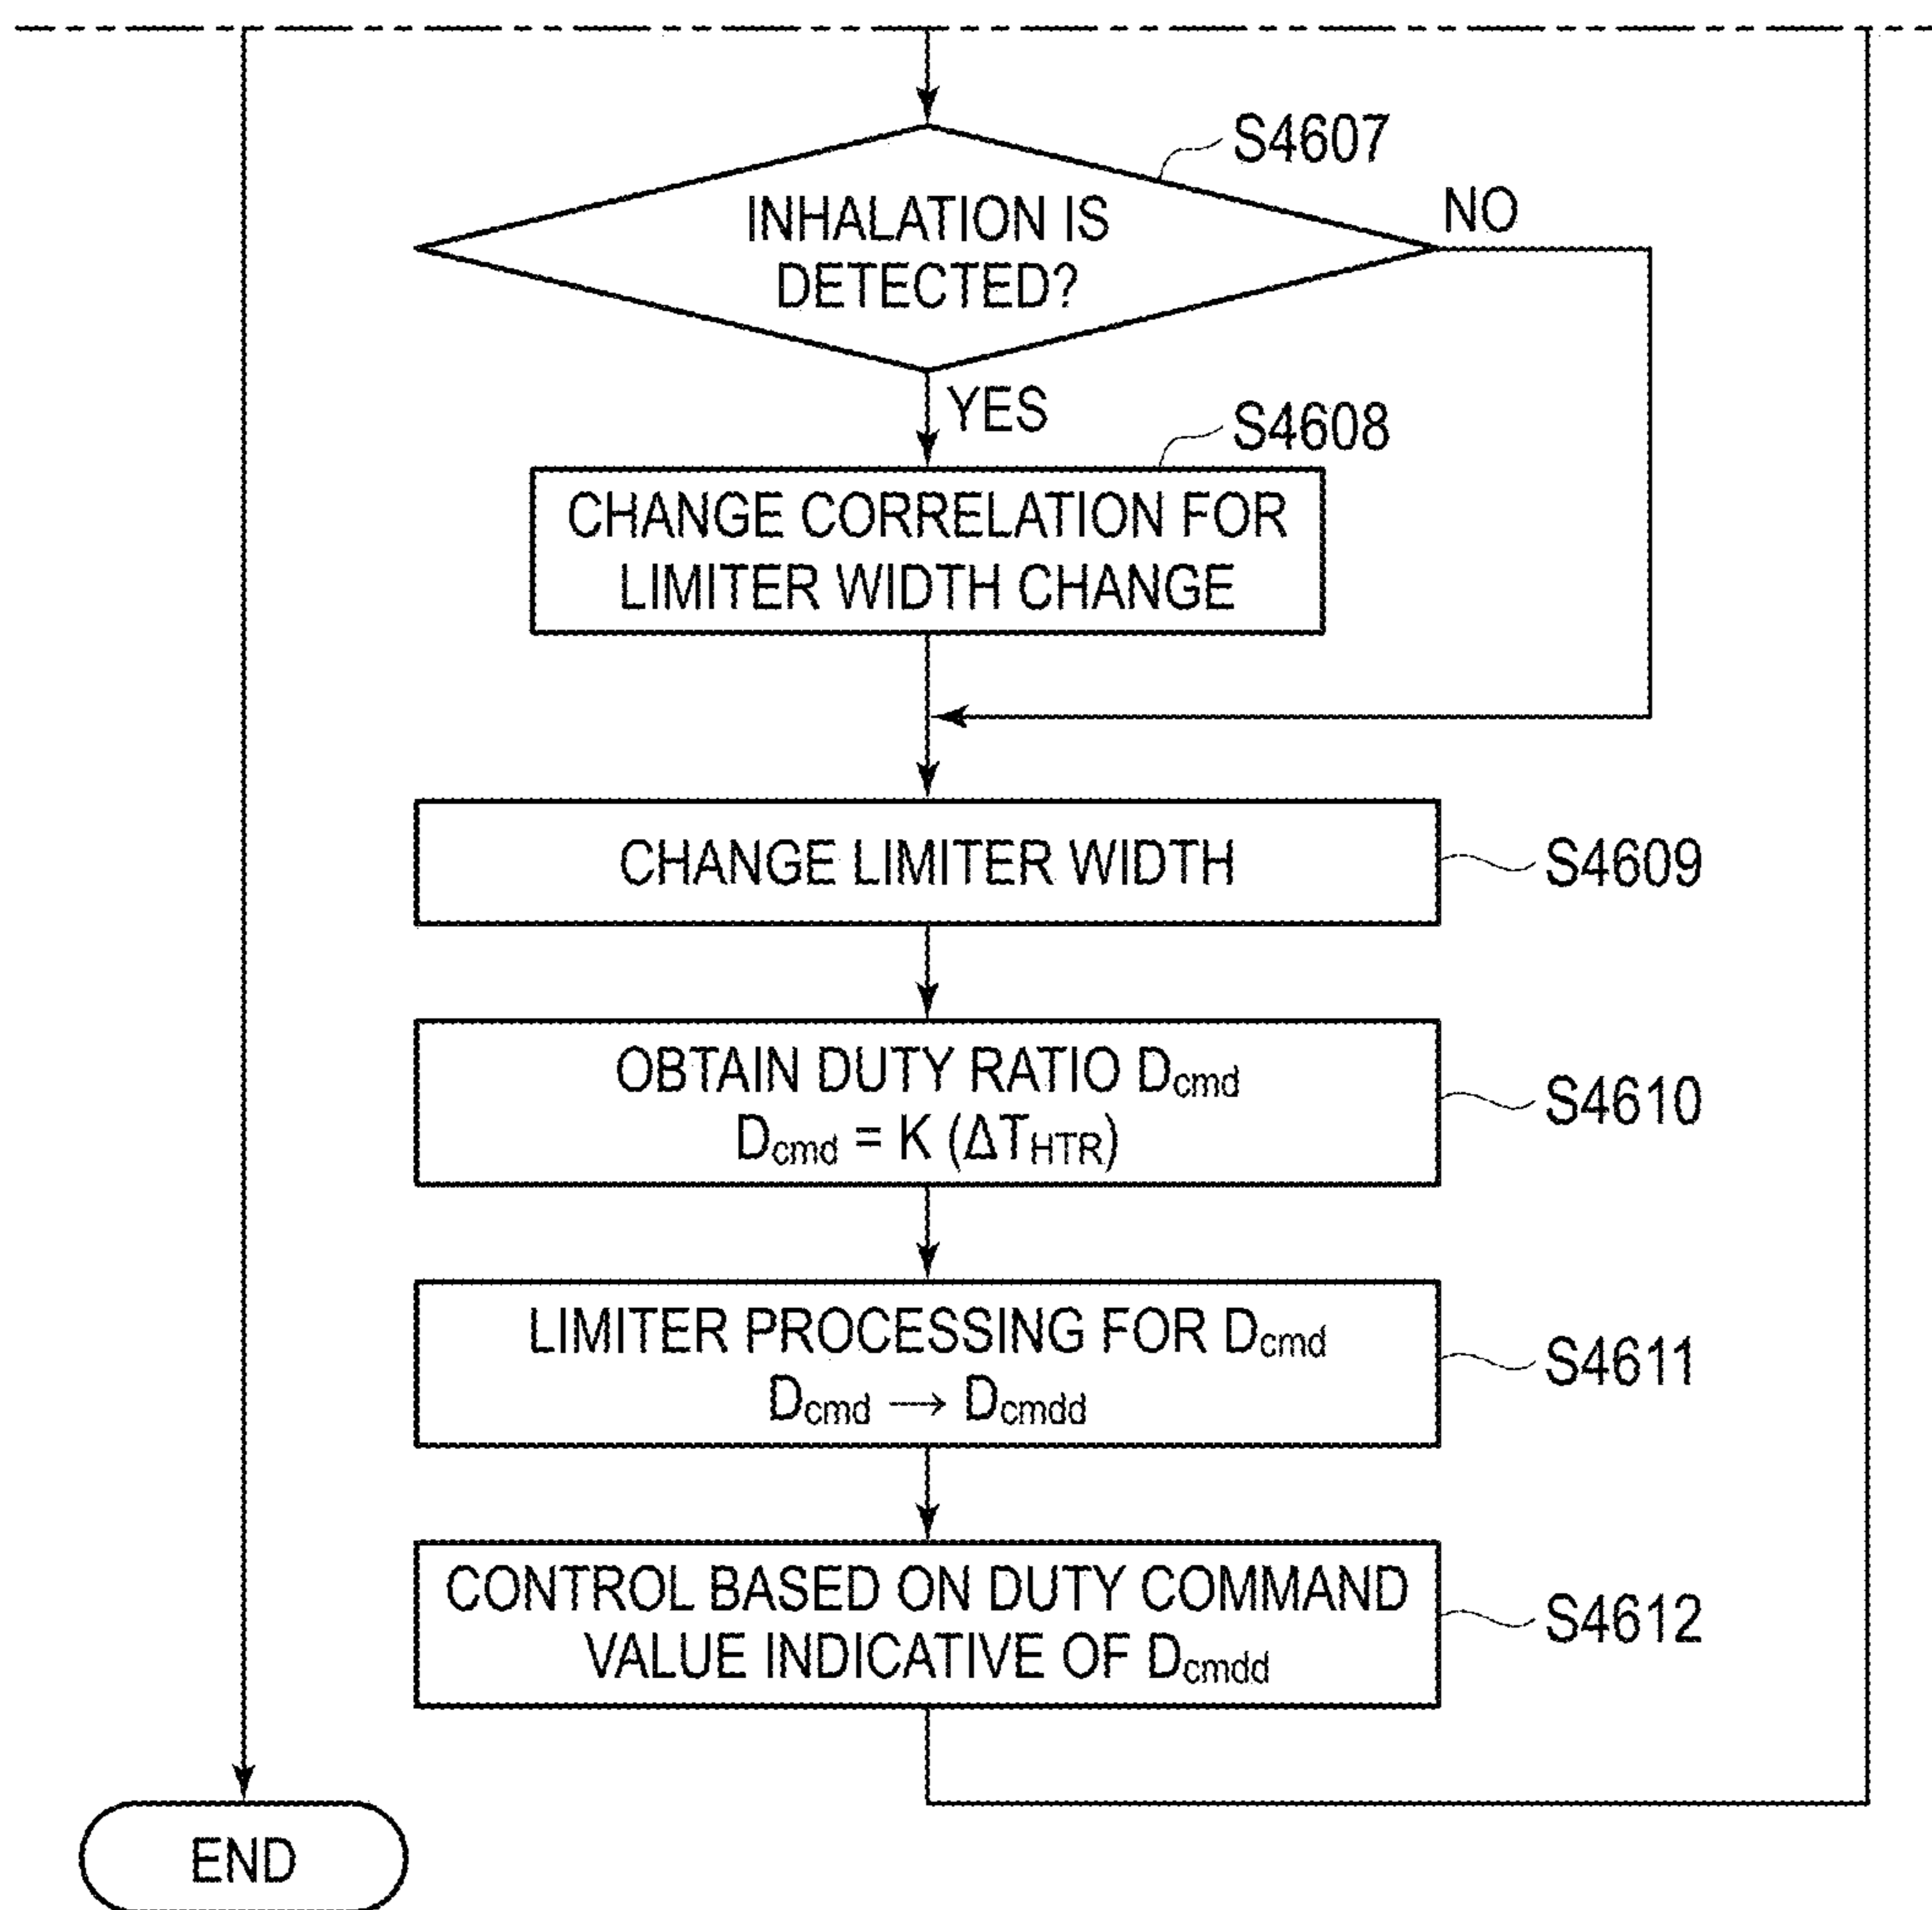 S4607
INHALATION IS
DETECTED?
NO
YES
S4608
CHANGE CORRELATION FOR
LIMITER WIDTH CHANGE
CHANGE LIMITER WIDTH
S4609
OBTAIN DUTY RATIO Dcmd
Dcmd = K (ΔTHTR)
S4610
LIMITER PROCESSING FOR Dcmd
Dcmd → Dcmdd
S4611
CONTROL BASED ON DUTY COMMAND
VALUE INDICATIVE OF Dcmdd
S4612
END